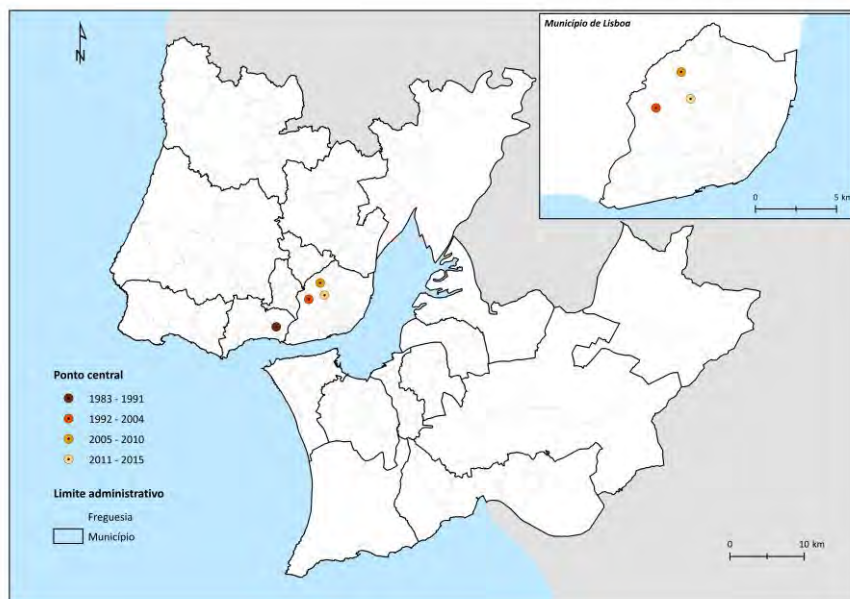 N
Município de Lisboa
0 5 km
Ponto central
1983 - 1991
1992 - 2004
2005 - 2010
2011 - 2015
Limite administrativo
Freguesia
Município
0 10 km